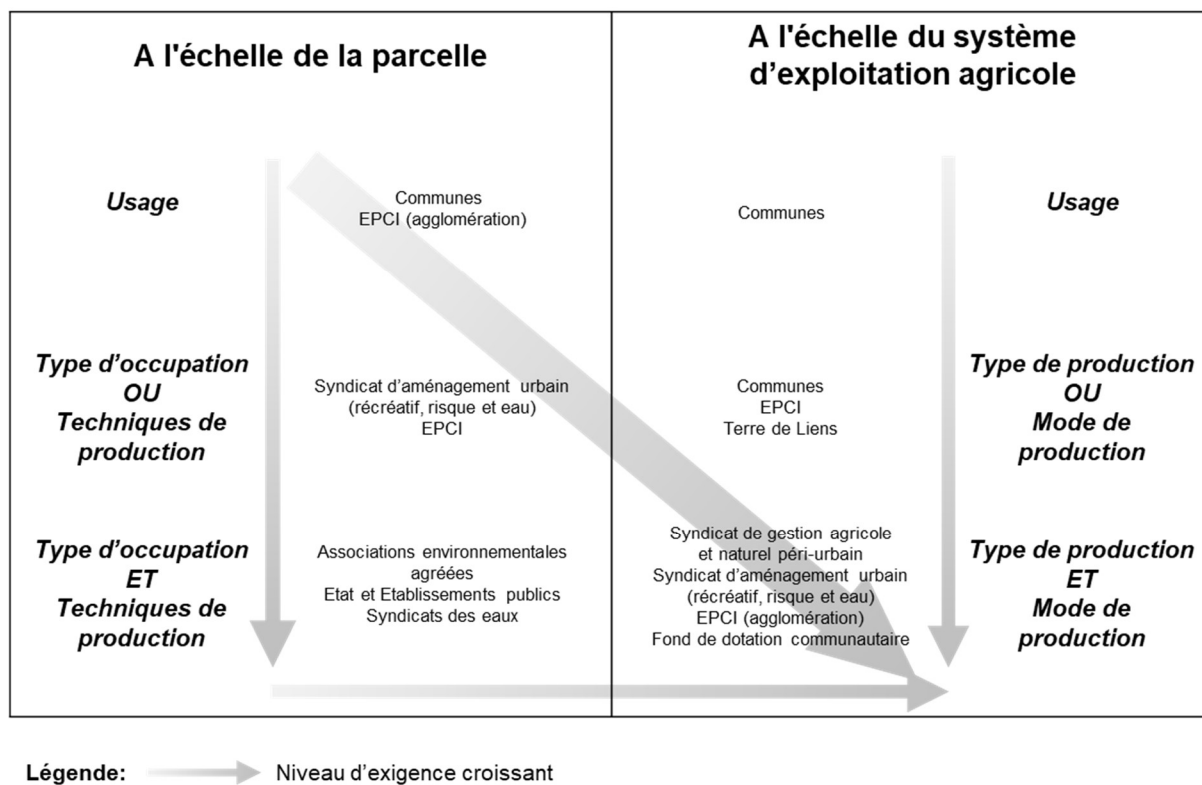 A l'échelle de la parcelle
Usage
Communes
EPCI (agglomération)
Type d’occupation
OU
Techniques de
production
Syndicat d’aménagement urbain
(récréatif, risque et eau)
EPCI
Type d’occupation
ET
Techniques de
production
Associations environnementales
agréées
Etat et Etablissements publics
Syndicats des eaux
A l'échelle du système
d’exploitation agricole
Communes
Usage
Communes
EPCI
Terre de Liens
Type de production
OU
Mode de
production
Syndicat de gestion agricole
et naturel péri-urbain
Syndicat d’aménagement urbain
(récréatif, risque et eau)
EPCI (agglomération)
Fond de dotation communautaire
Type de production
ET
Mode de
production
Légende: Niveau d’exigence croissant